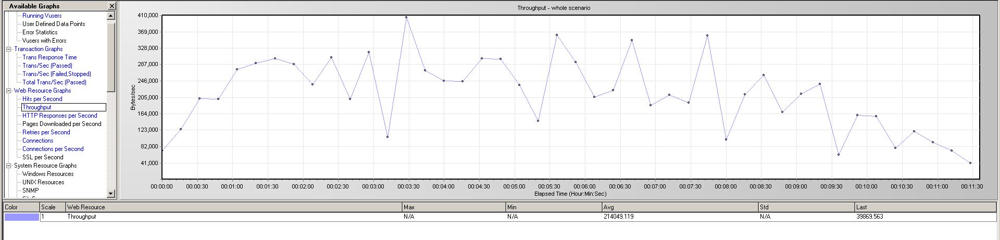 Available Graphs
Running Vusers
User Defined Data Points
Error Statistics
Vusers with Errors
Transaction Graphs
Trans Response Time
Trans/Sec (Passed)
Trans/Sec (Failed,Stopped)
Total Trans/Sec (Passed)
Web Resource Graphs
Hits per Second
Throughput
HTTP Responses per Second
Pages Downloaded per Second
Retries per Second
Connections
Connections per Second
SSL per Second
System Resource Graphs
Windows Resources
UNIX Resources
SNMP
Throughput - whole scenario
Bytes/sec
410,000
369,000
328,000
287,000
246,000
205,000
164,000
123,000
82,000
41,000
00:00:00 00:00:30 00:01:00 00:01:30 00:02:00 00:02:30 00:03:00 00:03:30 00:04:00 00:04:30 00:05:00 00:05:30 00:06:00 00:06:30 00:07:00 00:07:30 00:08:00 00:08:30 00:09:00 00:09:30 00:10:00 00:10:30 00:11:00 00:11:30
Elapsed Time (Hour:Min:Sec)
Color Scale Web Resource Max Min Avg Std Last
1 Throughput N/A N/A 214049.119 N/A 39869.563